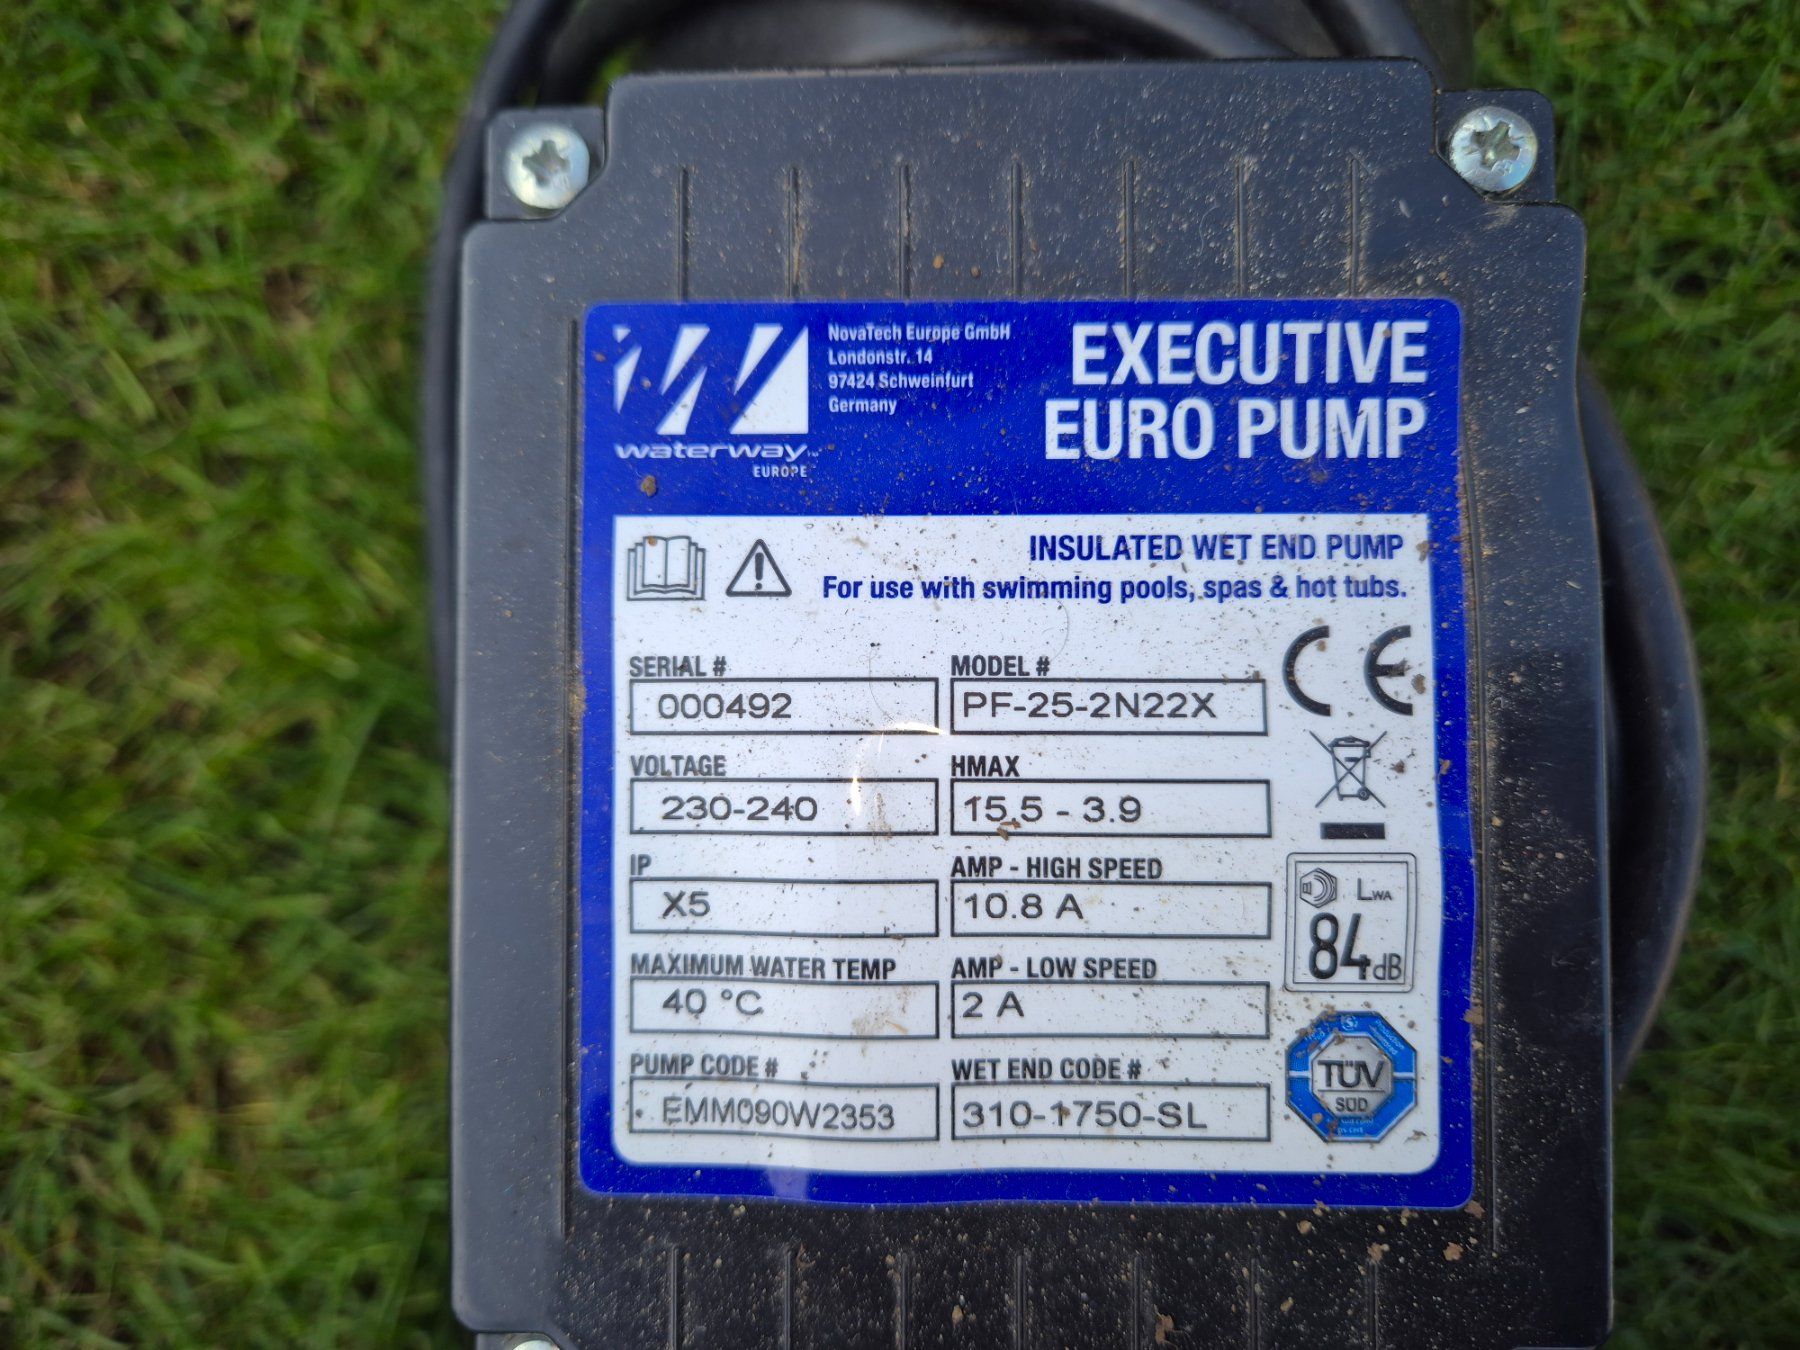 NovaTech Europe GmbH
Londonstr. 14
97424 Schweinfurt
Germany
waterway™
EUROPE
EXECUTIVE
EURO PUMP
INSULATED WET END PUMP
For use with swimming pools, spas & hot tubs.
SERIAL #
000492
MODEL #
PF-25-2N22X
CE
VOLTAGE
230-240
HMAX
15.5 - 3.9
IP
X5
AMP - HIGH SPEED
10.8 A
LWA
84dB
MAXIMUM WATER TEMP
40 °C
AMP - LOW SPEED
2 A
PUMP CODE #
EMM090W2353
WET END CODE #
310-1750-SL
TÜV
SÜD